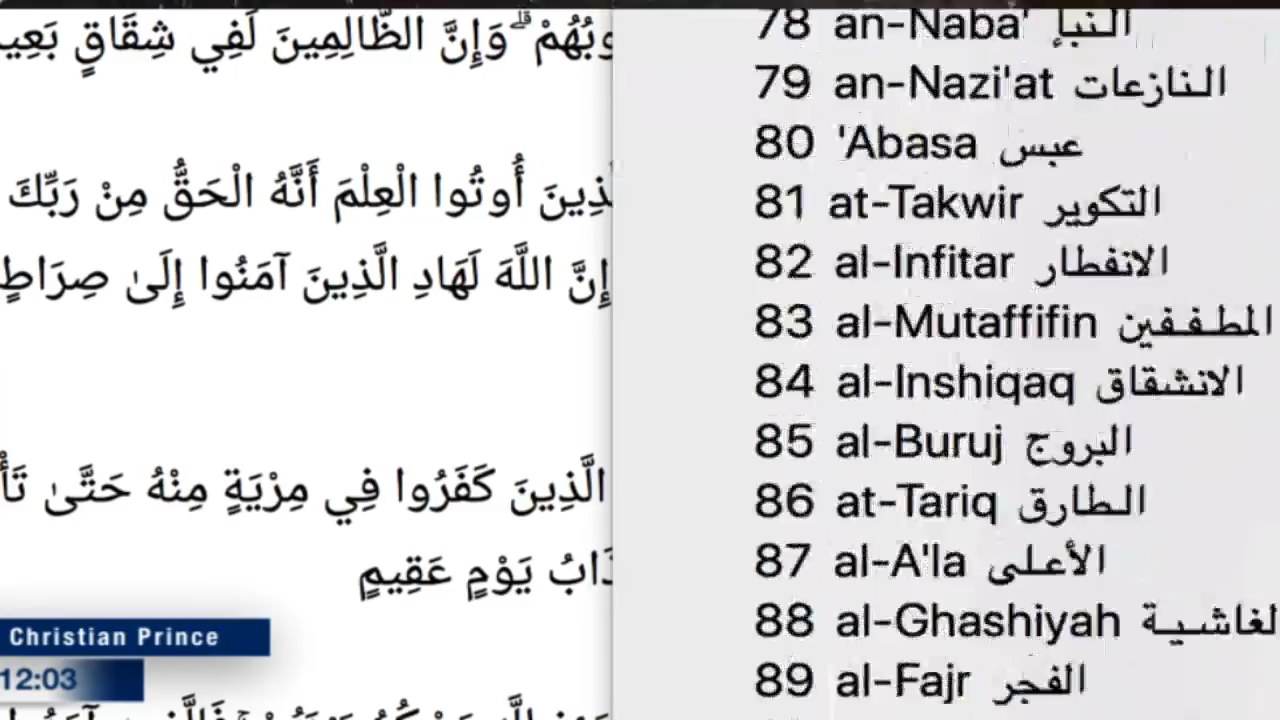 وبُهُمْ ۗ وَإِنَّ الظَّالِمِينَ لَفِي شِقَاقٍ
ذِينَ أُوتُوا الْعِلْمَ أَنَّهُ الْحَقُّ مِنْ رَبِّكَ
إِنَّ اللَّهَ لَهَادِ الَّذِينَ آمَنُوا إِلَىٰ صِرَاطٍ
الَّذِينَ كَفَرُوا فِي مِرْيَةٍ مِنْهُ حَتَّىٰ
ذَابُ يَوْمٍ عَقِيمٍ
Christian Prince
12:03
78 an-Naba' النبإ
79 an-Nazi'at النازعات
80 'Abasa عبس
81 at-Takwir التكوير
82 al-Infitar الانفطار
83 al-Mutaffifin المطففين
84 al-Inshiqaq الانشقاق
85 al-Buruj البروج
86 at-Tariq الطارق
87 al-A'la الأعلى
88 al-Ghashiyah لغاشية
89 al-Fajr الفجر